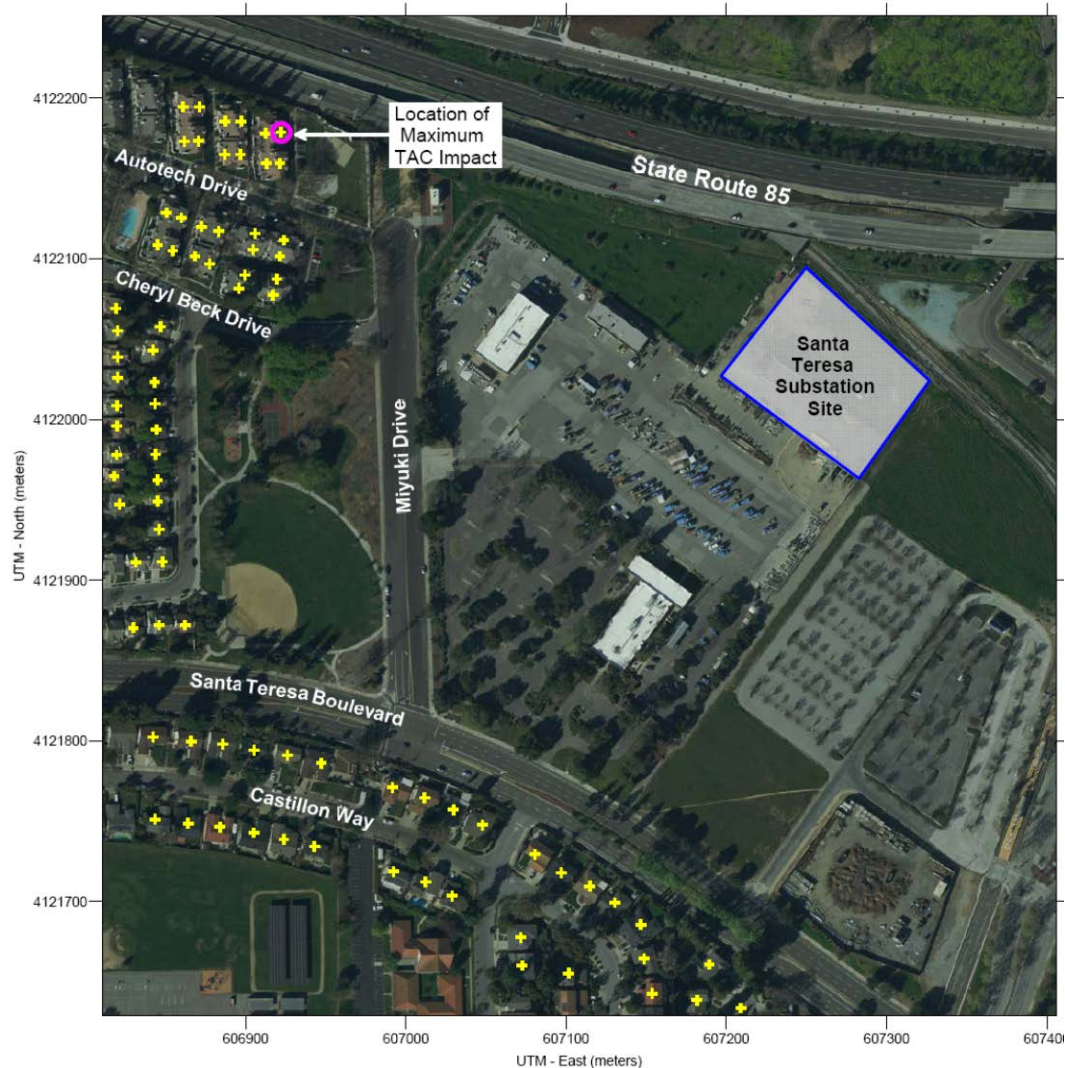 4122200
4122100
4122000
4121900
4121800
4121700
UTM - North (meters)
Location of
Maximum
TAC Impact
State Route 85
Autotech Drive
Cheryl Beck Drive
Miyuki Drive
Santa
Teresa
Substation
Site
Santa Teresa Boulevard
Castillon Way
606900
607000
607100
607200
607300
UTM - East (meters)